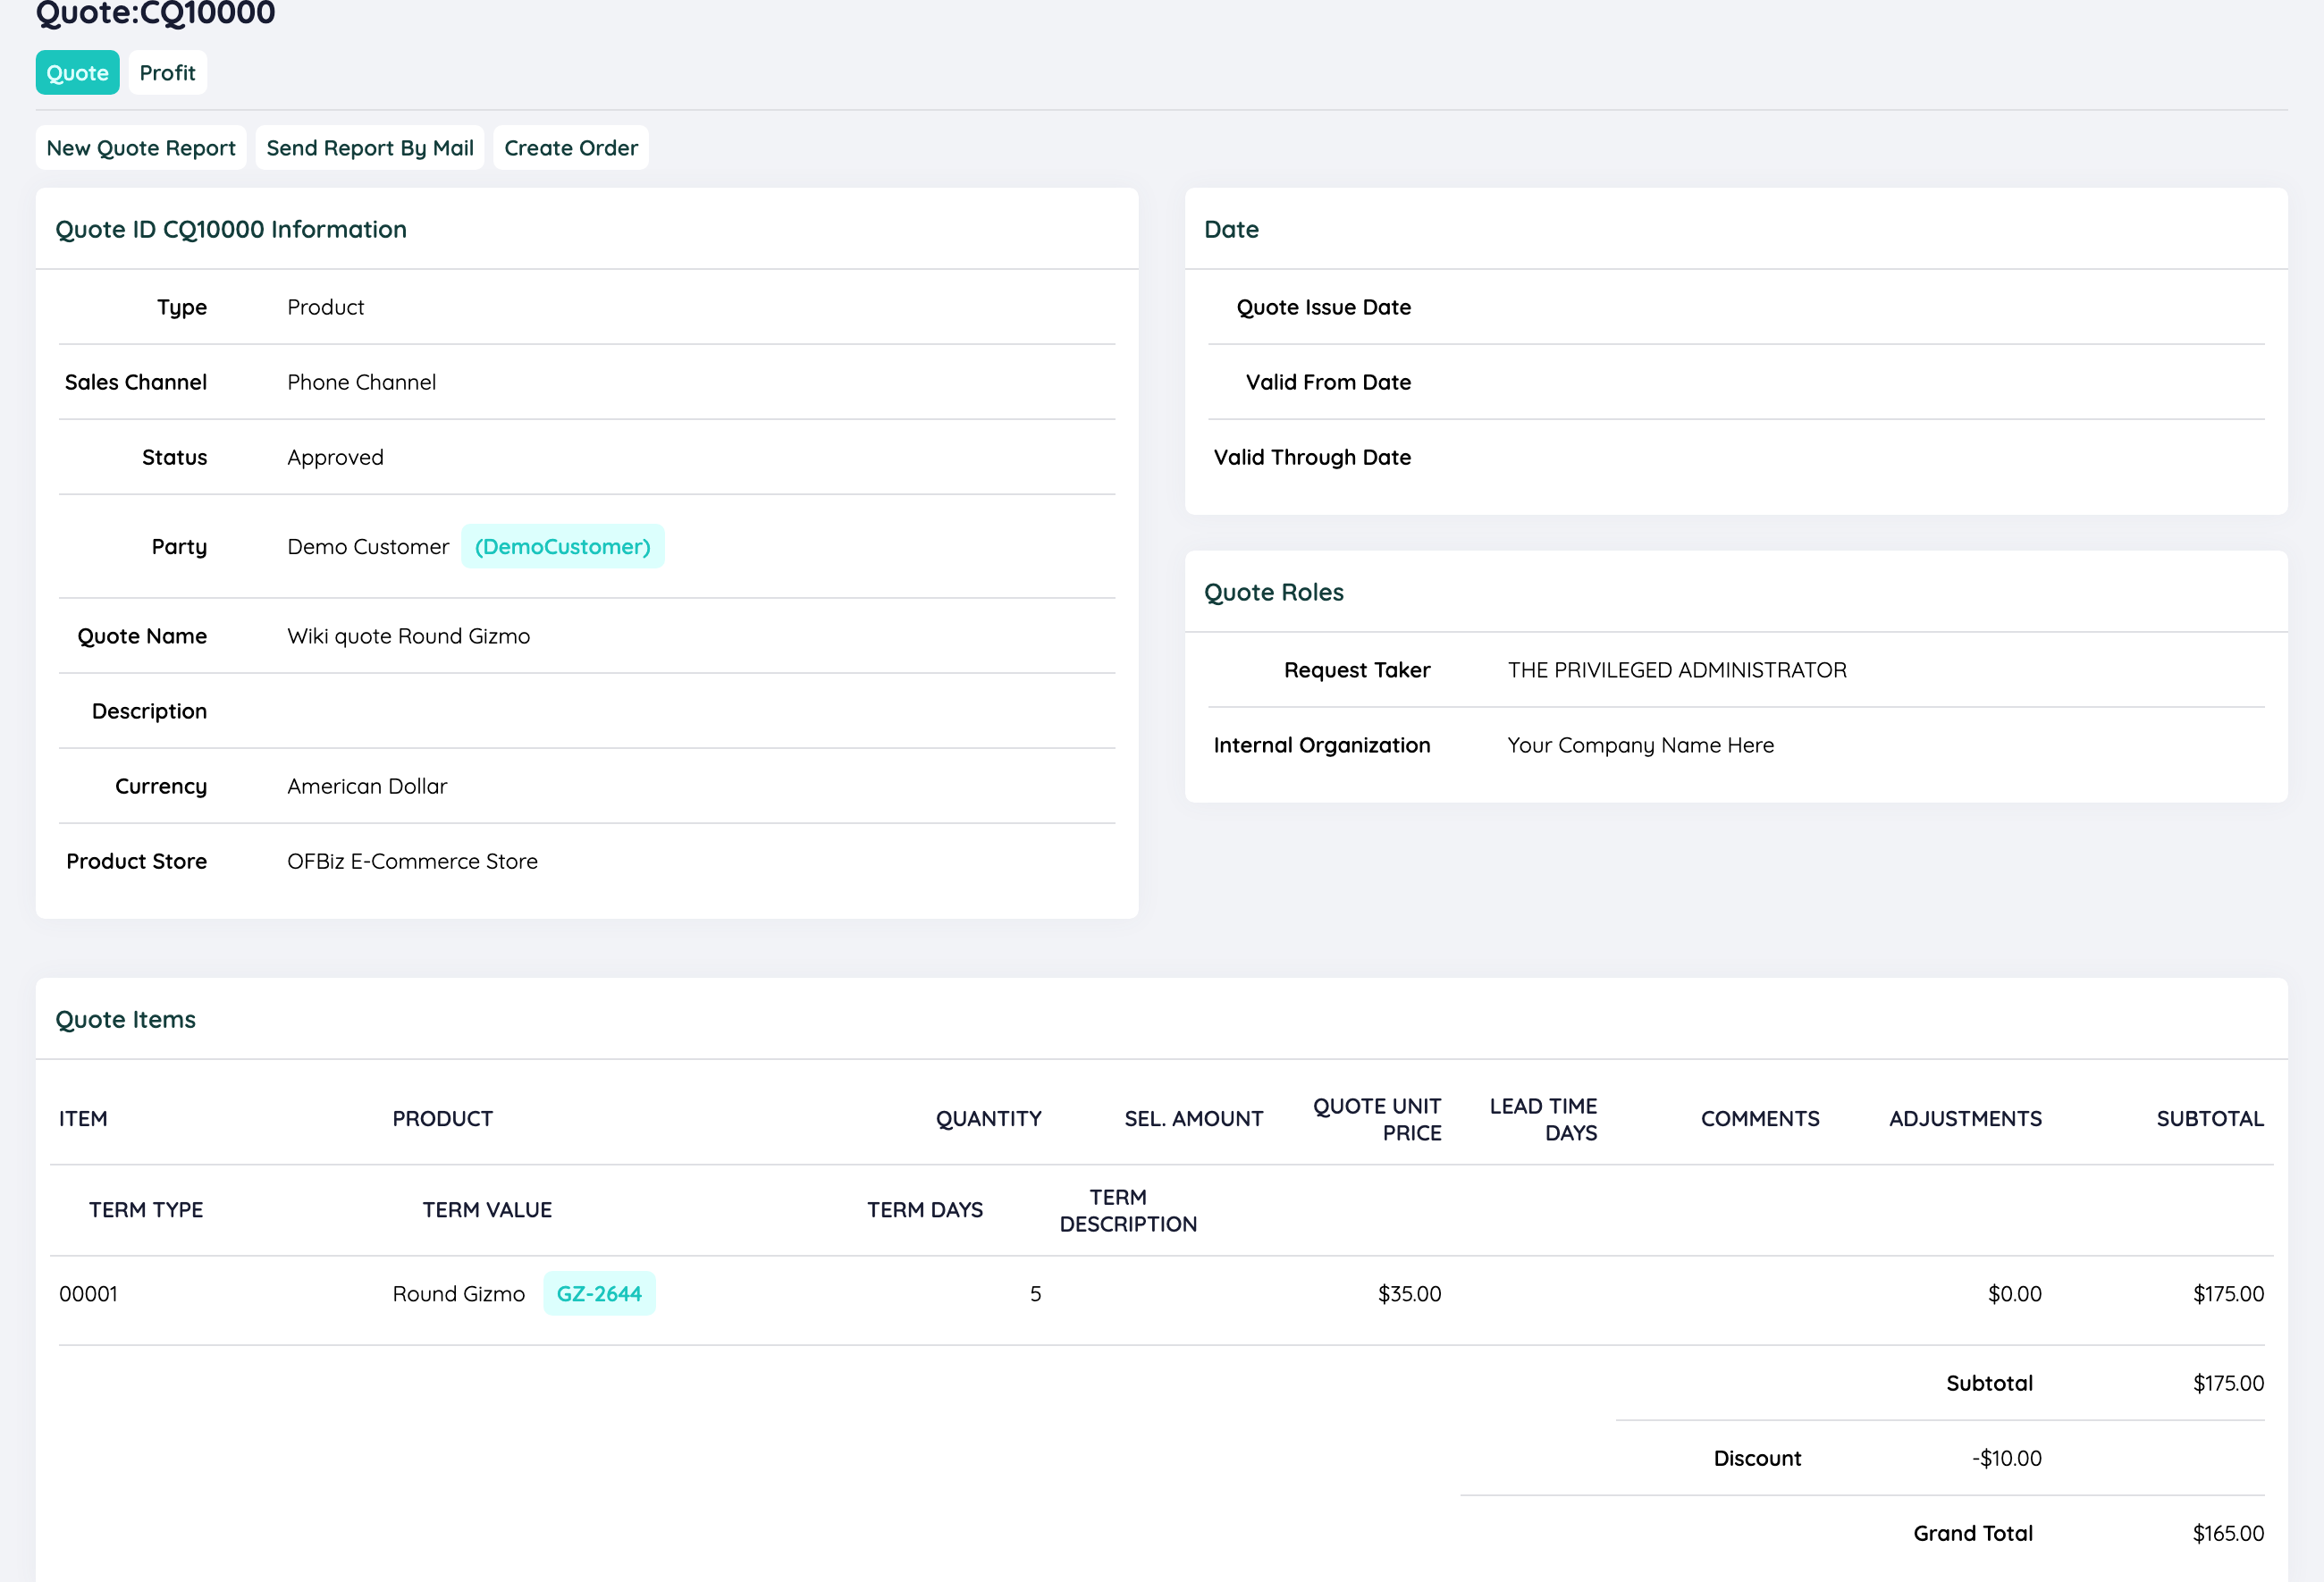 Quote:CQ10000
Quote Profit
New Quote Report Send Report By Mail Create Order
Quote ID CQ10000 Information
Type Product
Sales Channel Phone Channel
Status Approved
Party Demo Customer (DemoCustomer)
Quote Name Wiki quote Round Gizmo
Description
Currency American Dollar
Product Store OFBiz E-Commerce Store
Date
Quote Issue Date
Valid From Date
Valid Through Date
Quote Roles
Request Taker THE PRIVILEGED ADMINISTRATOR
Internal Organization Your Company Name Here
Quote Items
ITEM PRODUCT QUANTITY SEL. AMOUNT QUOTE UNIT PRICE LEAD TIME DAYS COMMENTS ADJUSTMENTS SUBTOTAL
TERM TYPE TERM VALUE TERM DAYS TERM DESCRIPTION
00001 Round Gizmo GZ-2644 5 $35.00 $0.00 $175.00
Subtotal $175.00
Discount -$10.00
Grand Total $165.00